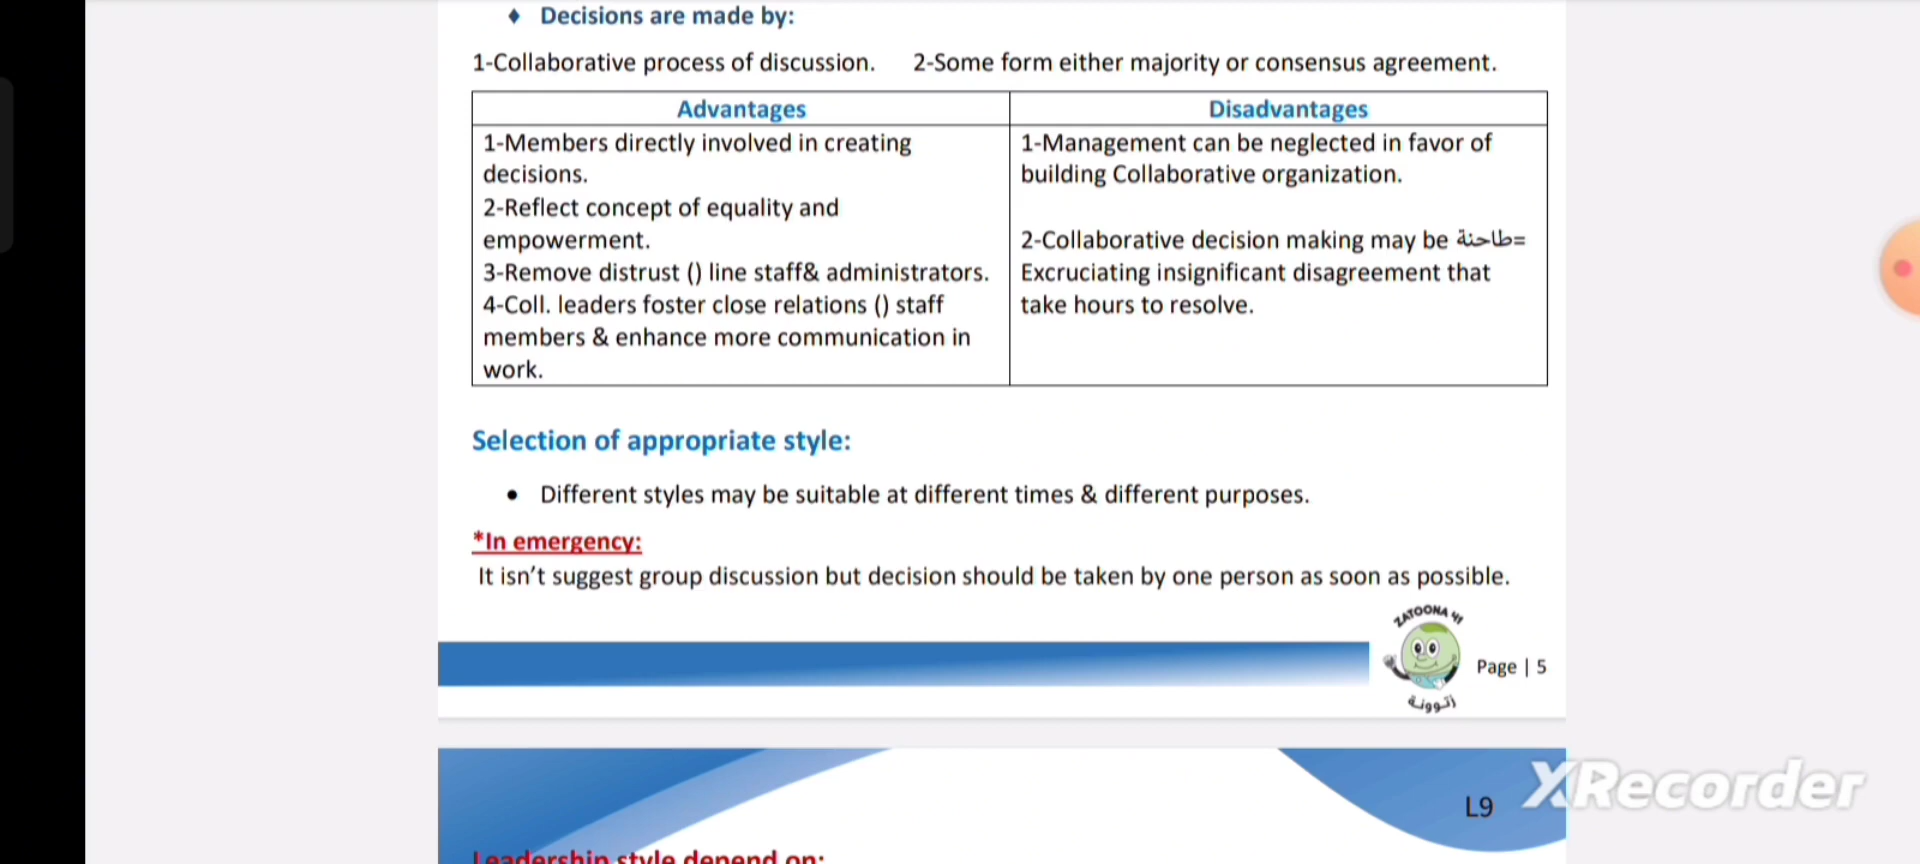 ♦ Decisions are made by:
1-Collaborative process of discussion. 2-Some form either majority or consensus agreement.
Advantages
1-Members directly involved in creating
decisions.
2-Reflect concept of equality and
empowerment.
3-Remove distrust () line staff& administrators.
4-Coll. leaders foster close relations () staff
members & enhance more communication in
work.
Disadvantages
1-Management can be neglected in favor of
building Collaborative organization.
2-Collaborative decision making may be طاحنة=
Excruciating insignificant disagreement that
take hours to resolve.
Selection of appropriate style:
• Different styles may be suitable at different times & different purposes.
*In emergency:
It isn’t suggest group discussion but decision should be taken by one person as soon as possible.
ZATOONA 41
Page | 5
L9
XRecorder
Leadership style depend on: